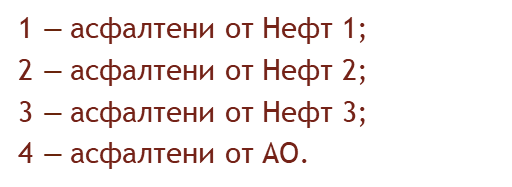 1 – асфалтени от Нефт 1;
2 – асфалтени от Нефт 2;
3 – асфалтени от Нефт 3;
4 – асфалтени от АО.